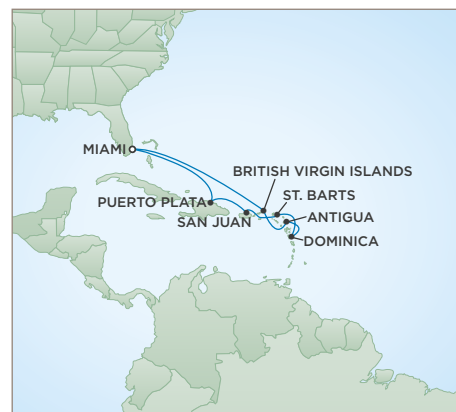 MIAMI
BRITISH VIRGIN ISLANDS
ST. BARTS
PUERTO PLATA
ANTIGUA
SAN JUAN
DOMINICA